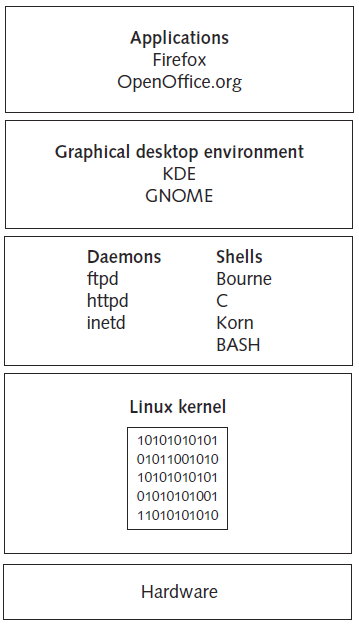 Applications
Firefox
OpenOffice.org
Graphical desktop environment
KDE
GNOME
Daemons
ftpd
httpd
inetd
Shells
Bourne
C
Korn
BASH
Linux kernel
10101010101
01011001010
10101010101
01010101001
11010101010
Hardware